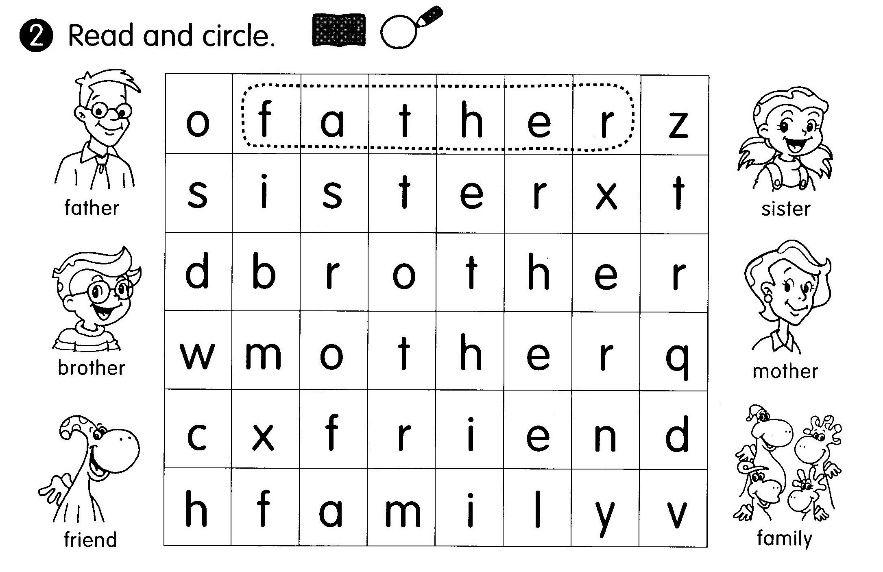 2 Read and circle.
o f a t h e r z
s i s t e r x t
d b r o t h e r
w m o t h e r q
c x f r i e n d
h f a m i l y v
father
brother
friend
sister
mother
family